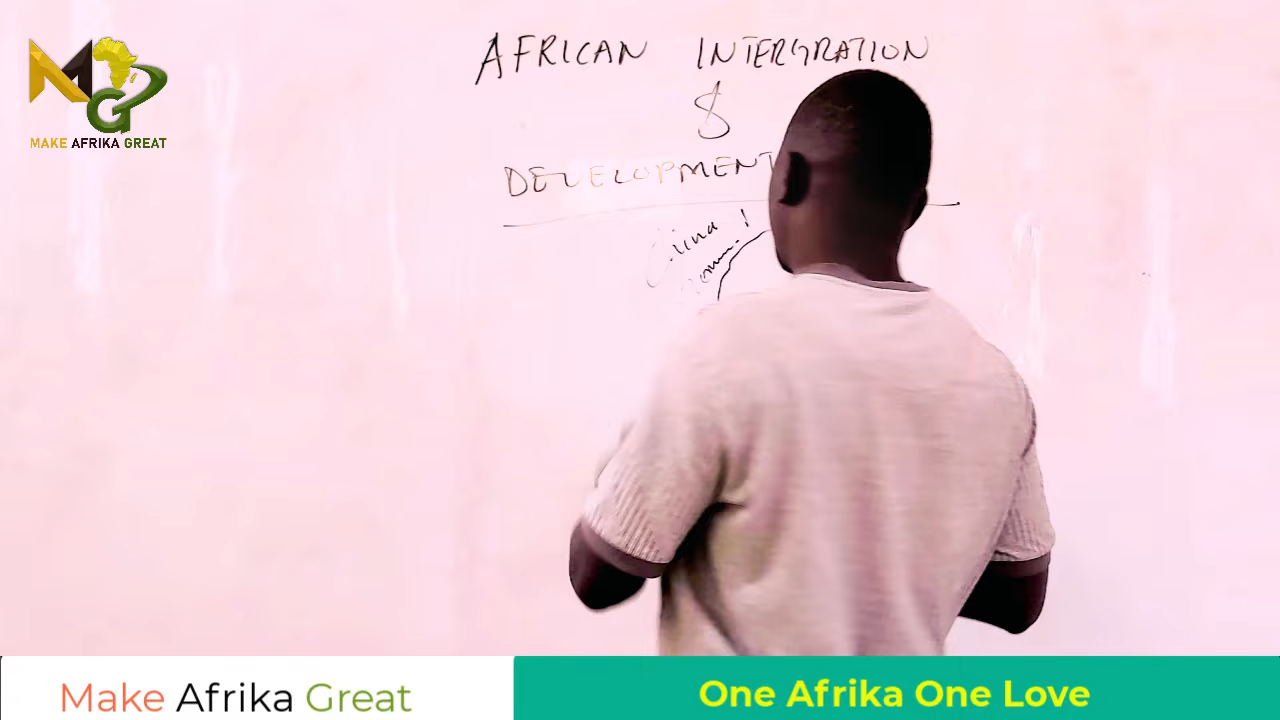 MAKE AFRIKA GREAT
AFRICAN INTERGRATION
&
DEVELOPMENT
Make Afrika Great
One Afrika One Love